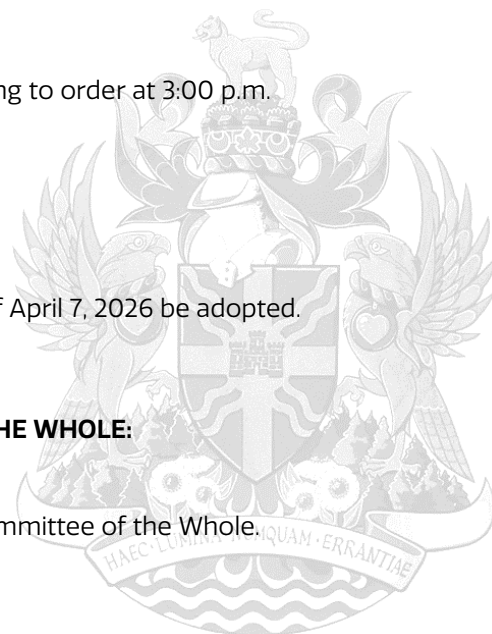 ng to order at 3:00 p.m.
April 7, 2026 be adopted.
HE WHOLE:
mmittee of the Whole.
HAEC · LUMINA · NUMQUAM · ERRANTIAE